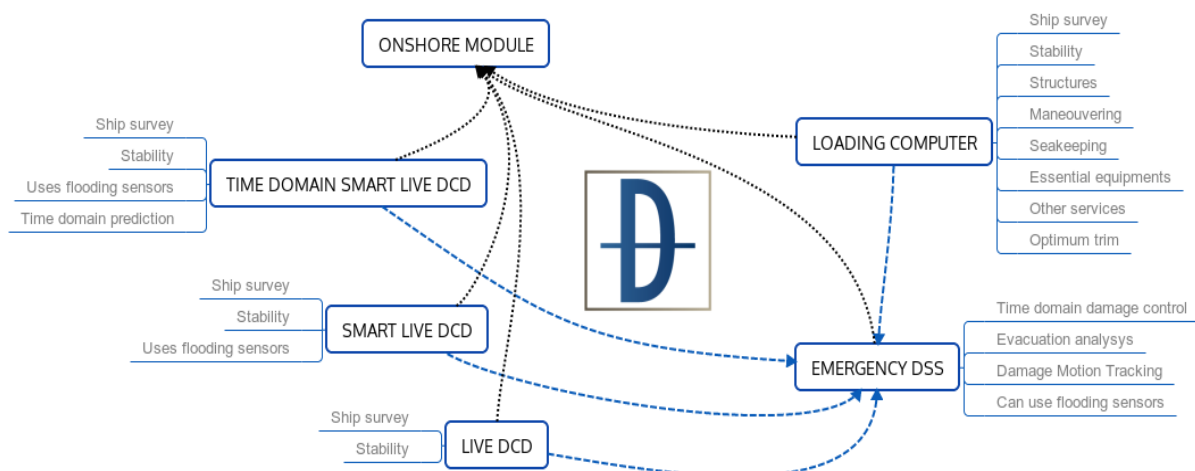 ONSHORE MODULE
Ship survey
Stability
Structures
Maneouvering
Seakeeping
Essential equipments
Other services
Optimum trim
LOADING COMPUTER
Ship survey
Stability
Uses flooding sensors
Time domain prediction
TIME DOMAIN SMART LIVE DCD
D
Ship survey
Stability
Uses flooding sensors
SMART LIVE DCD
Time domain damage control
Evacuation analysys
Damage Motion Tracking
Can use flooding sensors
EMERGENCY DSS
Ship survey
Stability
LIVE DCD